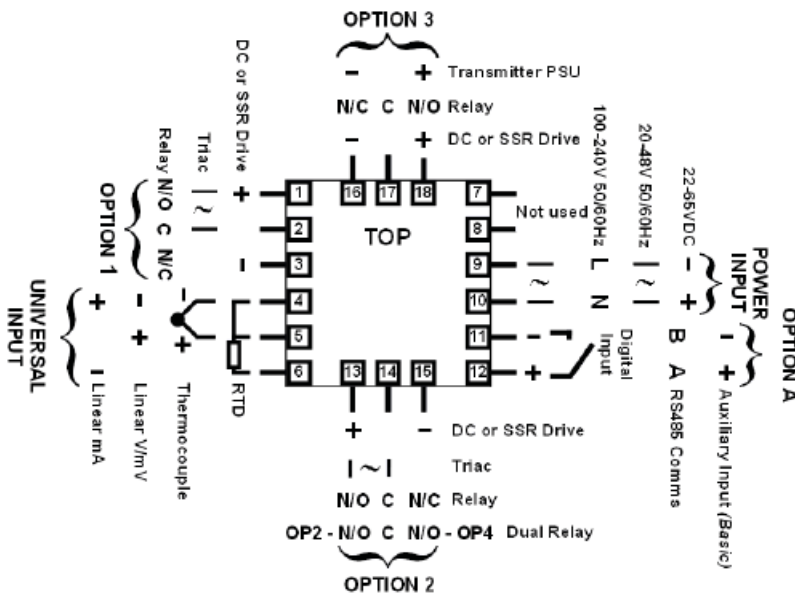 OPTION 3
− + Transmitter PSU
N/C C N/O Relay
− + DC or SSR Drive
16 17 18
TOP
1
2
3
4
5
6
7
8
9
10
11
12
13 14 15
+ −
DC or SSR Drive
| ~ |
Triac
Relay N/O C N/C
OPTION 1
− +
Thermocouple
RTD
− +
Linear V/mV
+ −
Linear mA
UNIVERSAL
INPUT
Not used
| ~ |
L N
100-240V 50/60Hz
| ~ |
20-48V 50/60Hz
− +
22-65VDC
POWER
INPUT
− +
Digital
Input
B A RS485 Comms
− + Auxiliary Input (Basic)
OPTION A
+ − DC or SSR Drive
| ~ | Triac
N/O C N/C Relay
OP2 - N/O C N/O - OP4 Dual Relay
OPTION 2